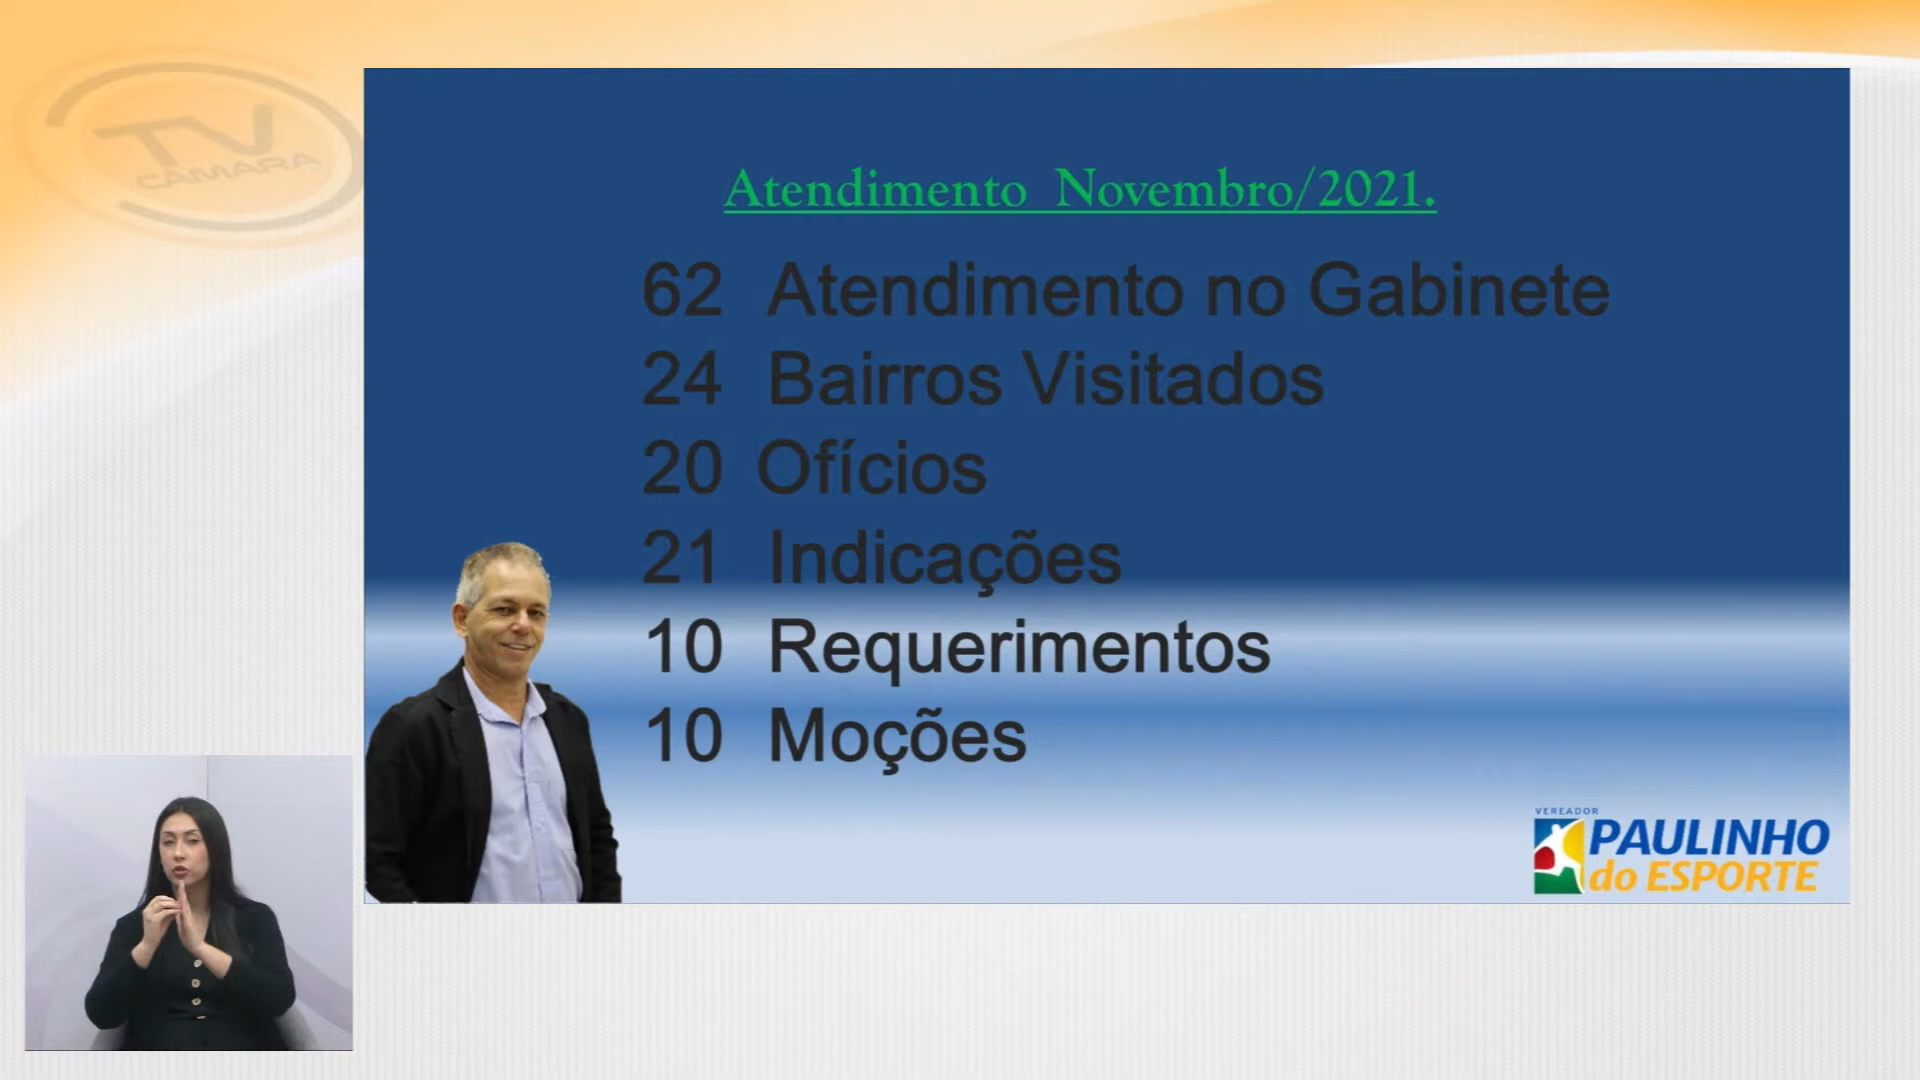 TV
CÂMARA
Atendimento Novembro/2021.
62 Atendimento no Gabinete
24 Bairros Visitados
20 Ofícios
21 Indicações
10 Requerimentos
10 Moções
VEREADOR
PAULINHO
do ESPORTE